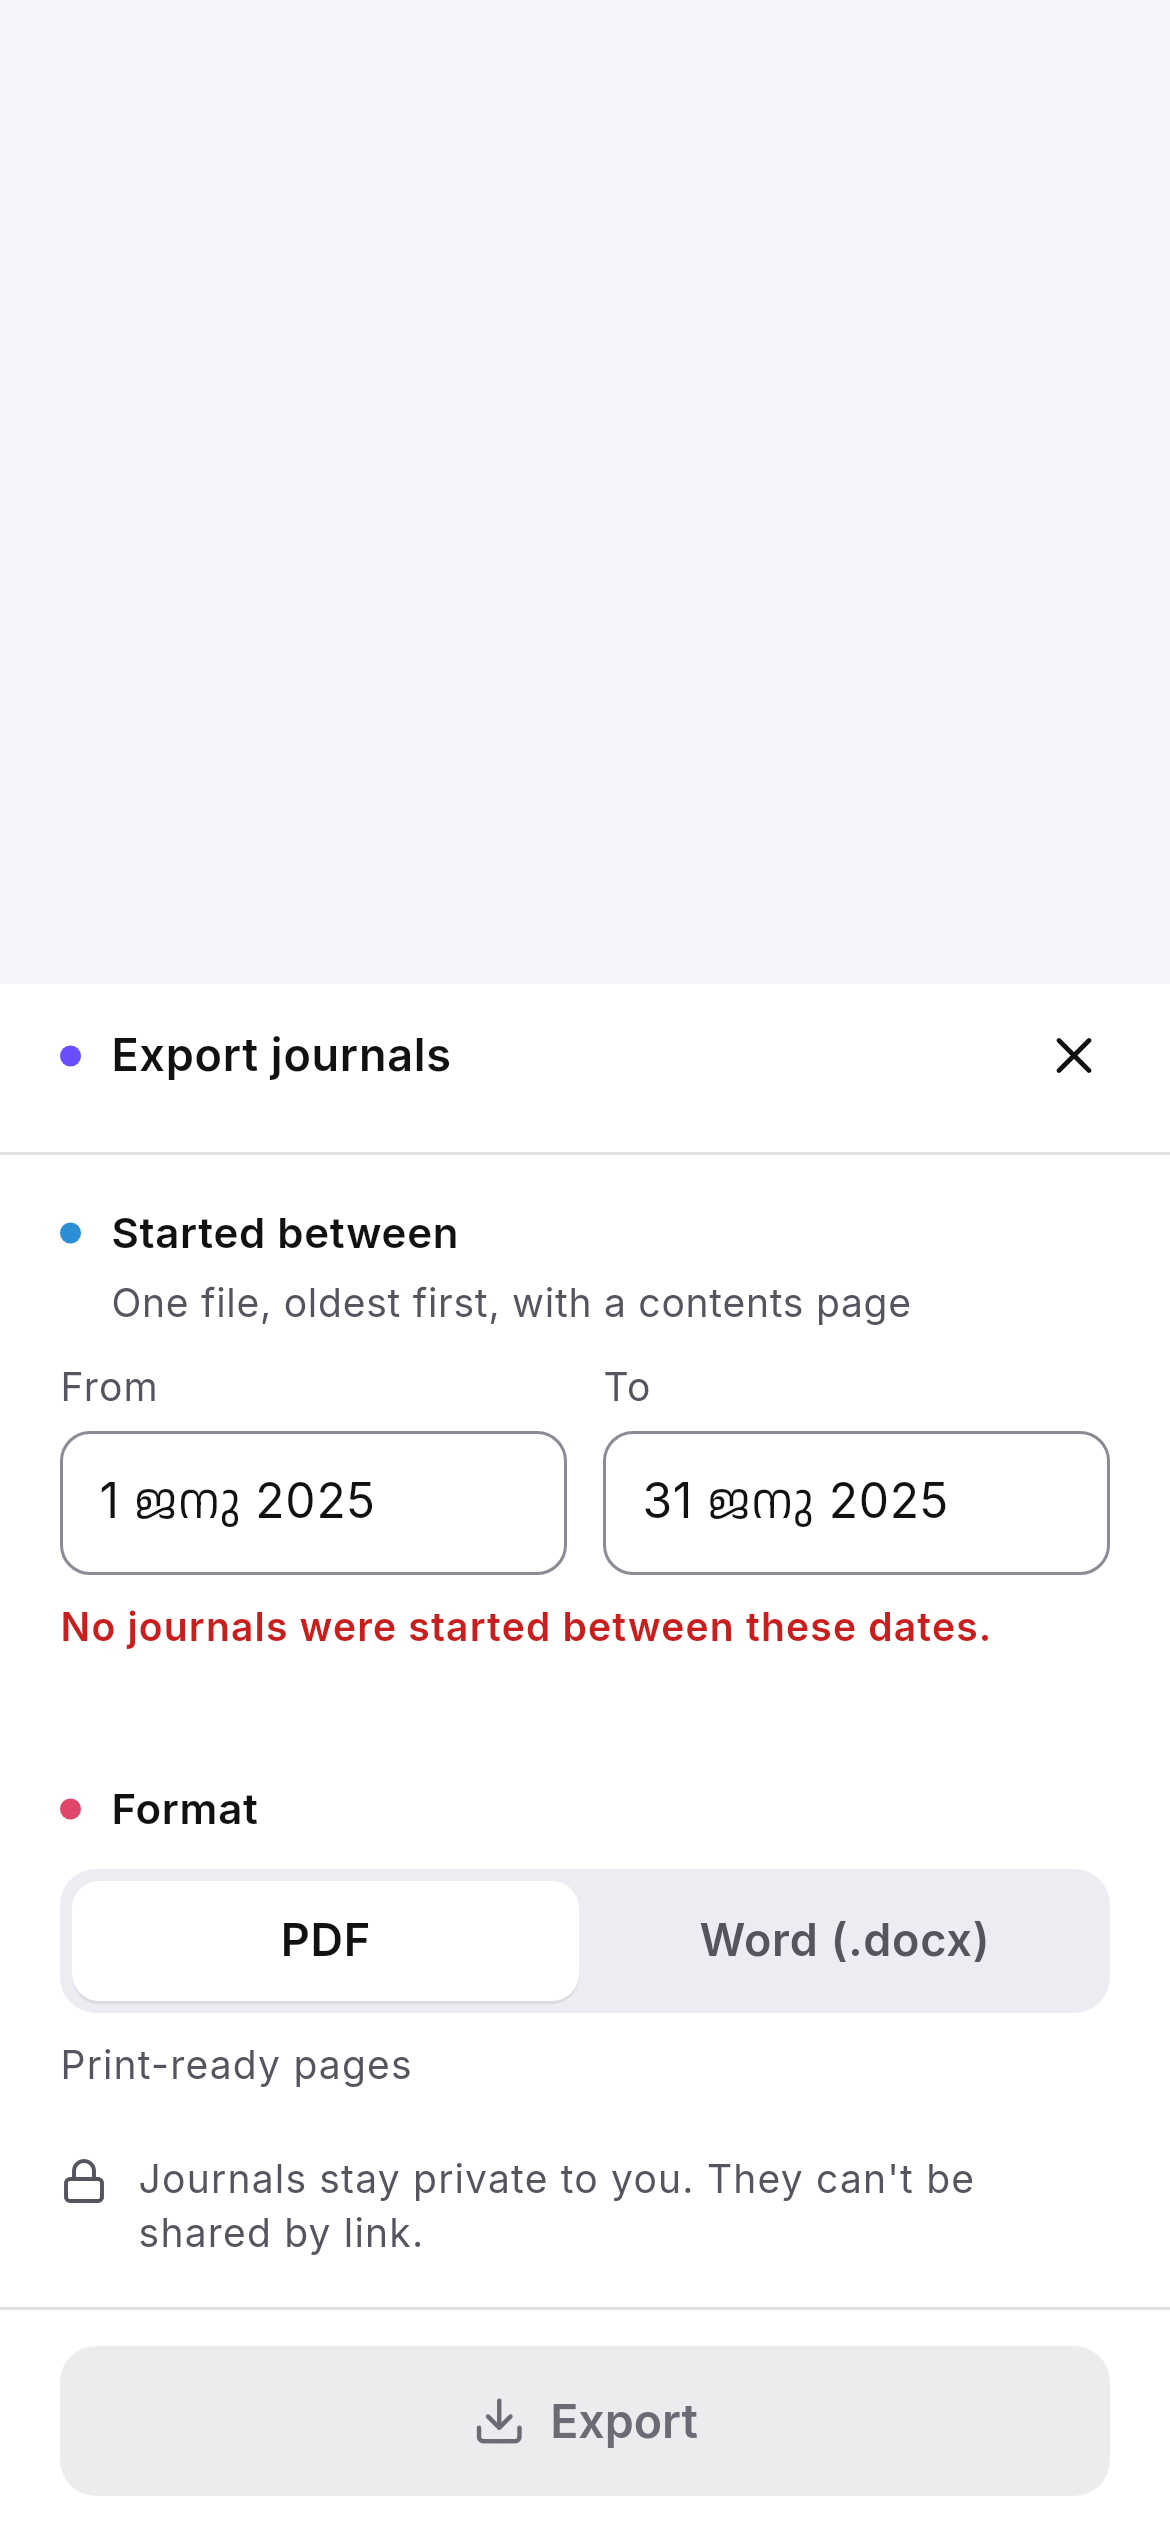 Export journals
Started between
One file, oldest first, with a contents page
From
To
1 ജനു 2025
31 ജനു 2025
No journals were started between these dates.
Format
PDF
Word (.docx)
Print-ready pages
Journals stay private to you. They can't be
shared by link.
Export